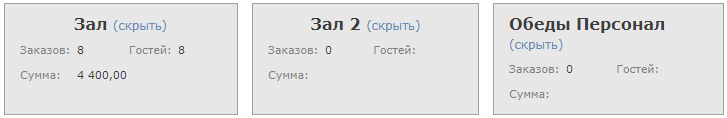 Зал (скрыть)
Заказов: 8 Гостей: 8
Сумма: 4 400,00
Зал 2 (скрыть)
Заказов: 0 Гостей:
Сумма:
Обеды Персонал
(скрыть)
Заказов: 0 Гостей:
Сумма: